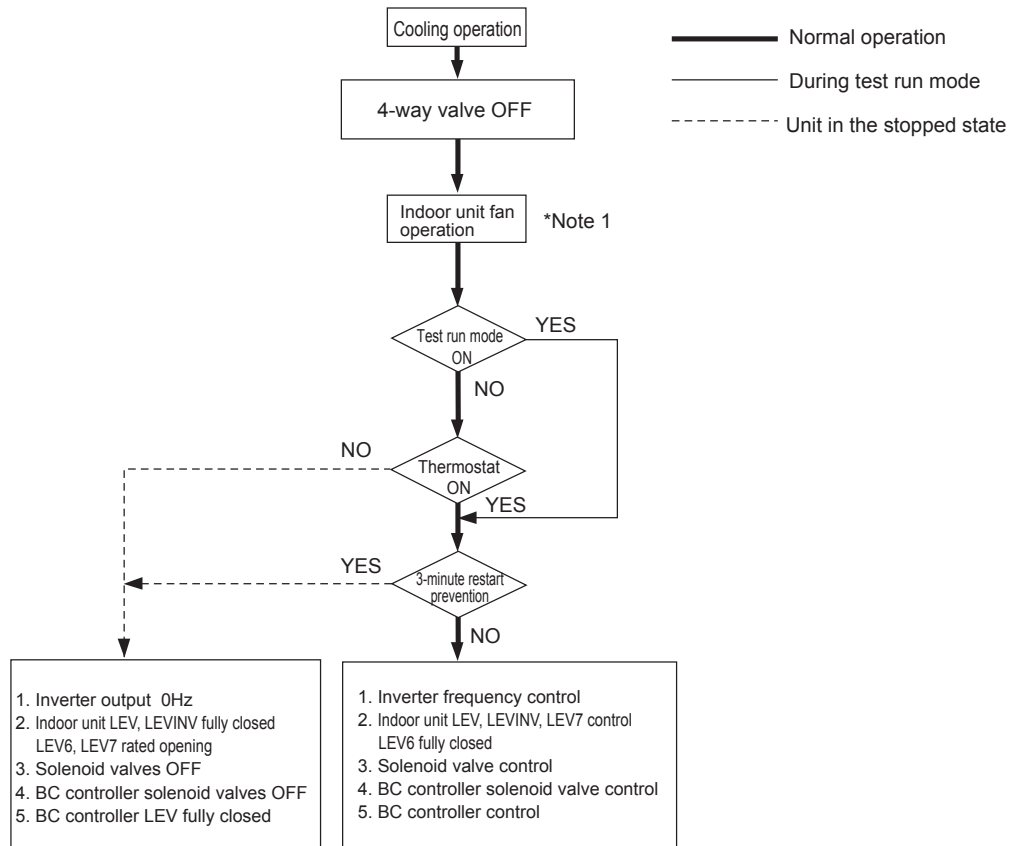 Cooling operation
Normal operation
During test run mode
Unit in the stopped state
4-way valve OFF
Indoor unit fan
operation
*Note 1
Test run mode
ON
YES
NO
Thermostat
ON
NO
YES
3-minute restart
prevention
YES
NO
1. Inverter output 0Hz
2. Indoor unit LEV, LEVINV fully closed
LEV6, LEV7 rated opening
3. Solenoid valves OFF
4. BC controller solenoid valves OFF
5. BC controller LEV fully closed
1. Inverter frequency control
2. Indoor unit LEV, LEVINV, LEV7 control
LEV6 fully closed
3. Solenoid valve control
4. BC controller solenoid valve control
5. BC controller control